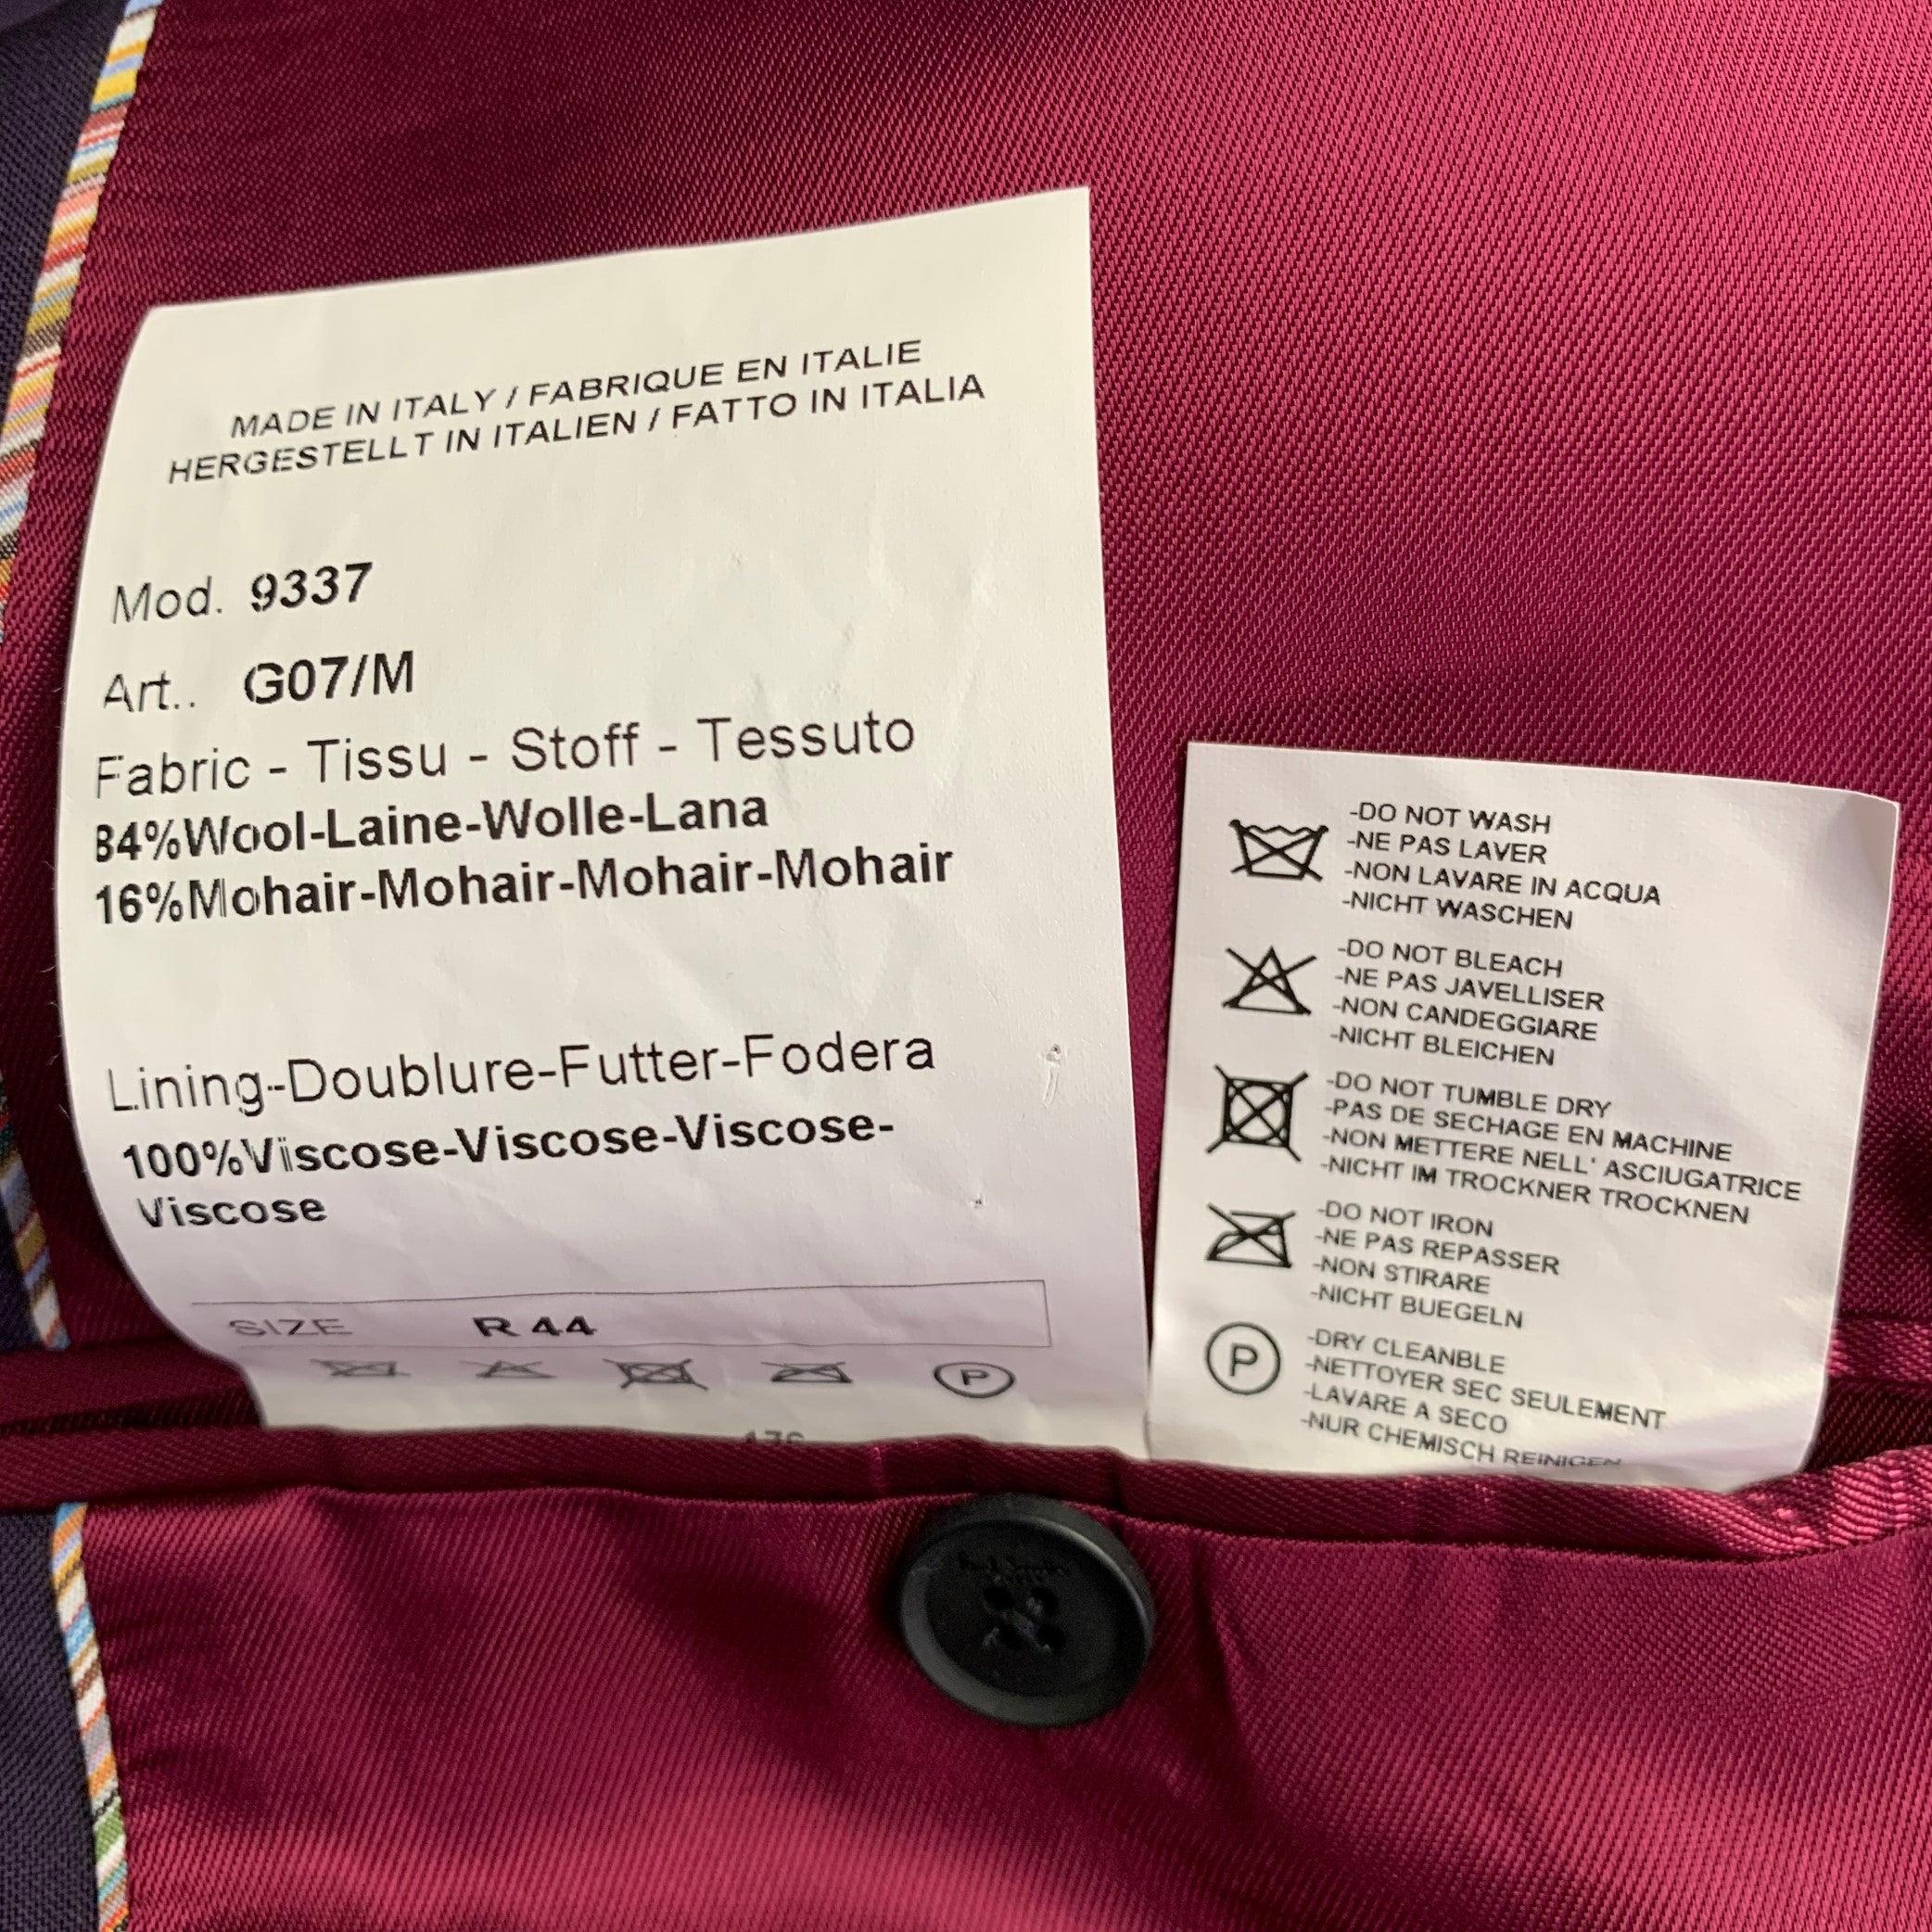 MADE IN ITALY / FABRIQUE EN ITALIE
HERGESTELLT IN ITALIEN / FATTO IN ITALIA
Mod. 9337
Art.. G07/M
Fabric - Tissu - Stoff - Tessuto
84%Wool-Laine-Wolle-Lana
16%Mohair-Mohair-Mohair-Mohair
Lining-Doublure-Futter-Fodera
100%Viscose-Viscose-Viscose-
Viscose
SIZE R 44
P
-DO NOT WASH
-NE PAS LAVER
-NON LAVARE IN ACQUA
-NICHT WASCHEN
-DO NOT BLEACH
-NE PAS JAVELLISER
-NON CANDEGGIARE
-NICHT BLEICHEN
-DO NOT TUMBLE DRY
-PAS DE SECHAGE EN MACHINE
-NON METTERE NELL' ASCIUGATRICE
-NICHT IM TROCKNER TROCKNEN
-DO NOT IRON
-NE PAS REPASSER
-NON STIRARE
-NICHT BUEGELN
P
-DRY CLEANBLE
-NETTOYER SEC SEULEMENT
-LAVARE A SECO
-NUR CHEMISCH REINIGEN